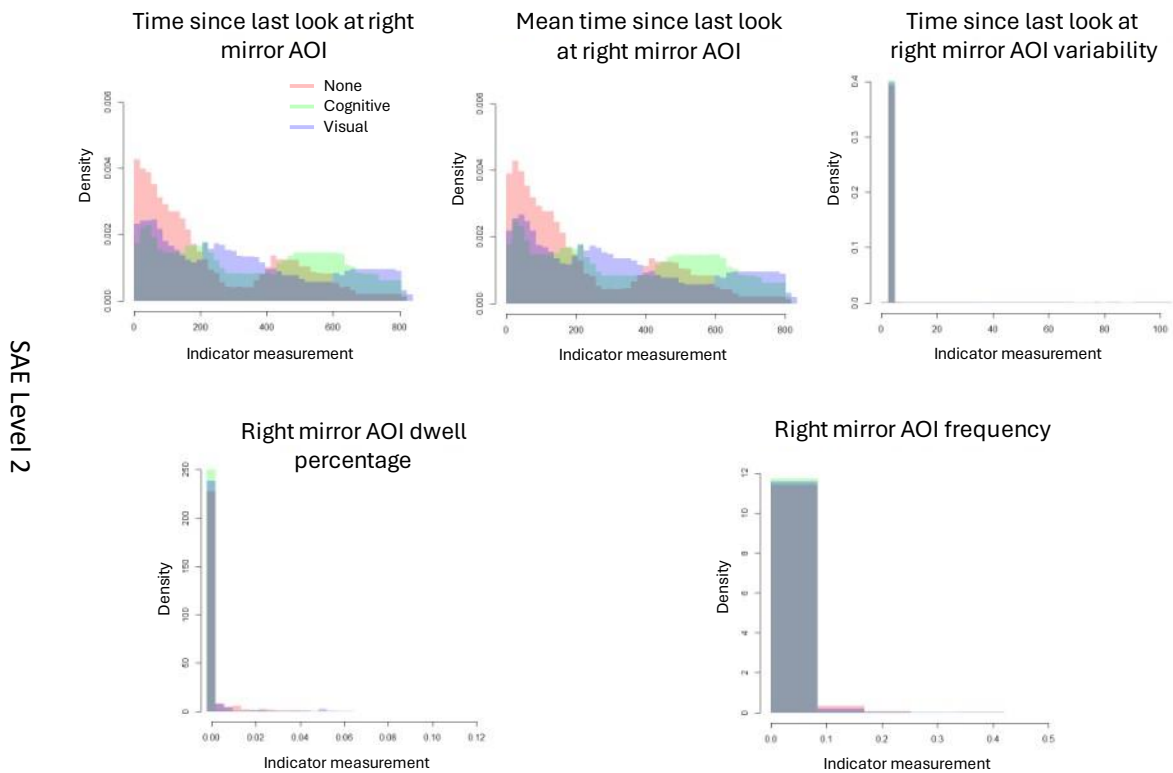 Time since last look at right
mirror AOI
Mean time since last look
at right mirror AOI
Time since last look at
right mirror AOI variability
None
Cognitive
Visual
Density
0.000
0.002
0.004
0.006
0
200
400
600
800
Indicator measurement
Density
0.000
0.002
0.004
0.006
0
200
400
600
800
Indicator measurement
Density
0.0
0.1
0.2
0.3
0.4
0
20
40
60
80
100
Indicator measurement
SAE Level 2
Right mirror AOI dwell
percentage
Right mirror AOI frequency
Density
0
50
100
150
200
250
0.00
0.02
0.04
0.06
0.08
0.10
0.12
Indicator measurement
Density
0
2
4
6
8
10
12
0.0
0.1
0.2
0.3
0.4
0.5
Indicator measurement